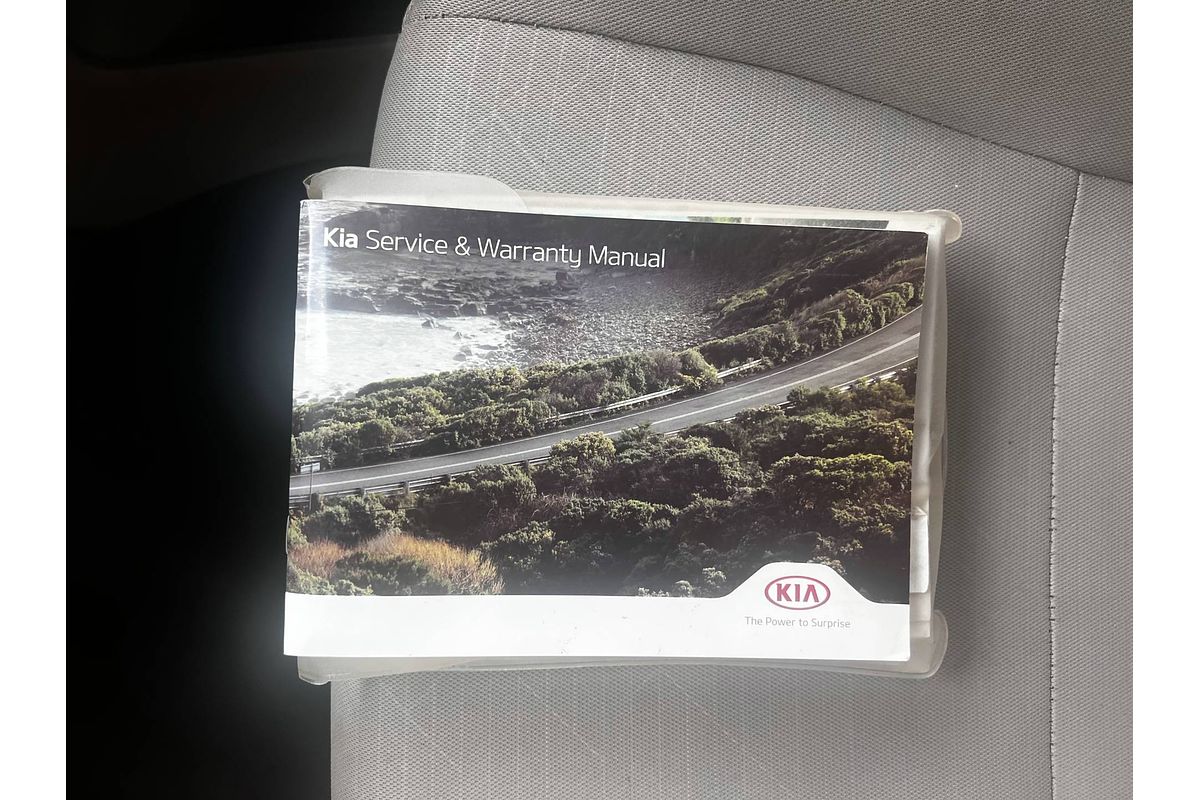 Kia Service & Warranty Manual
KIA
The Power to Surprise